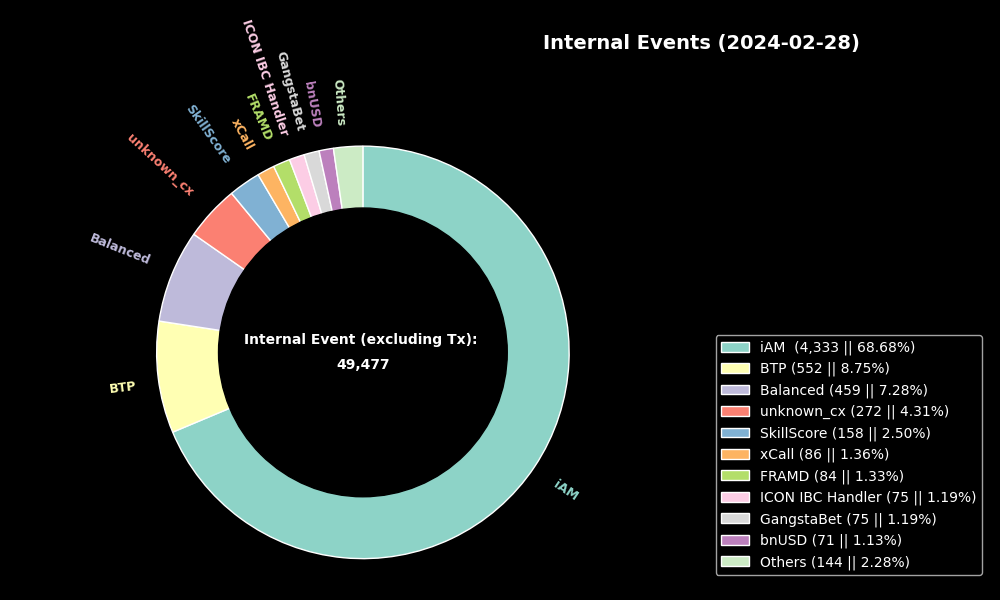 Internal Events (2024-02-28)
ICON IBC Handler
GangstaBet
bnUSD
Others
FRAMD
xCall
SkillScore
unknown_cx
Balanced
BTP
iAM
Internal Event (excluding Tx):
49,477
iAM  (4,333 || 68.68%)
BTP (552 || 8.75%)
Balanced (459 || 7.28%)
unknown_cx (272 || 4.31%)
SkillScore (158 || 2.50%)
xCall (86 || 1.36%)
FRAMD (84 || 1.33%)
ICON IBC Handler (75 || 1.19%)
GangstaBet (75 || 1.19%)
bnUSD (71 || 1.13%)
Others (144 || 2.28%)